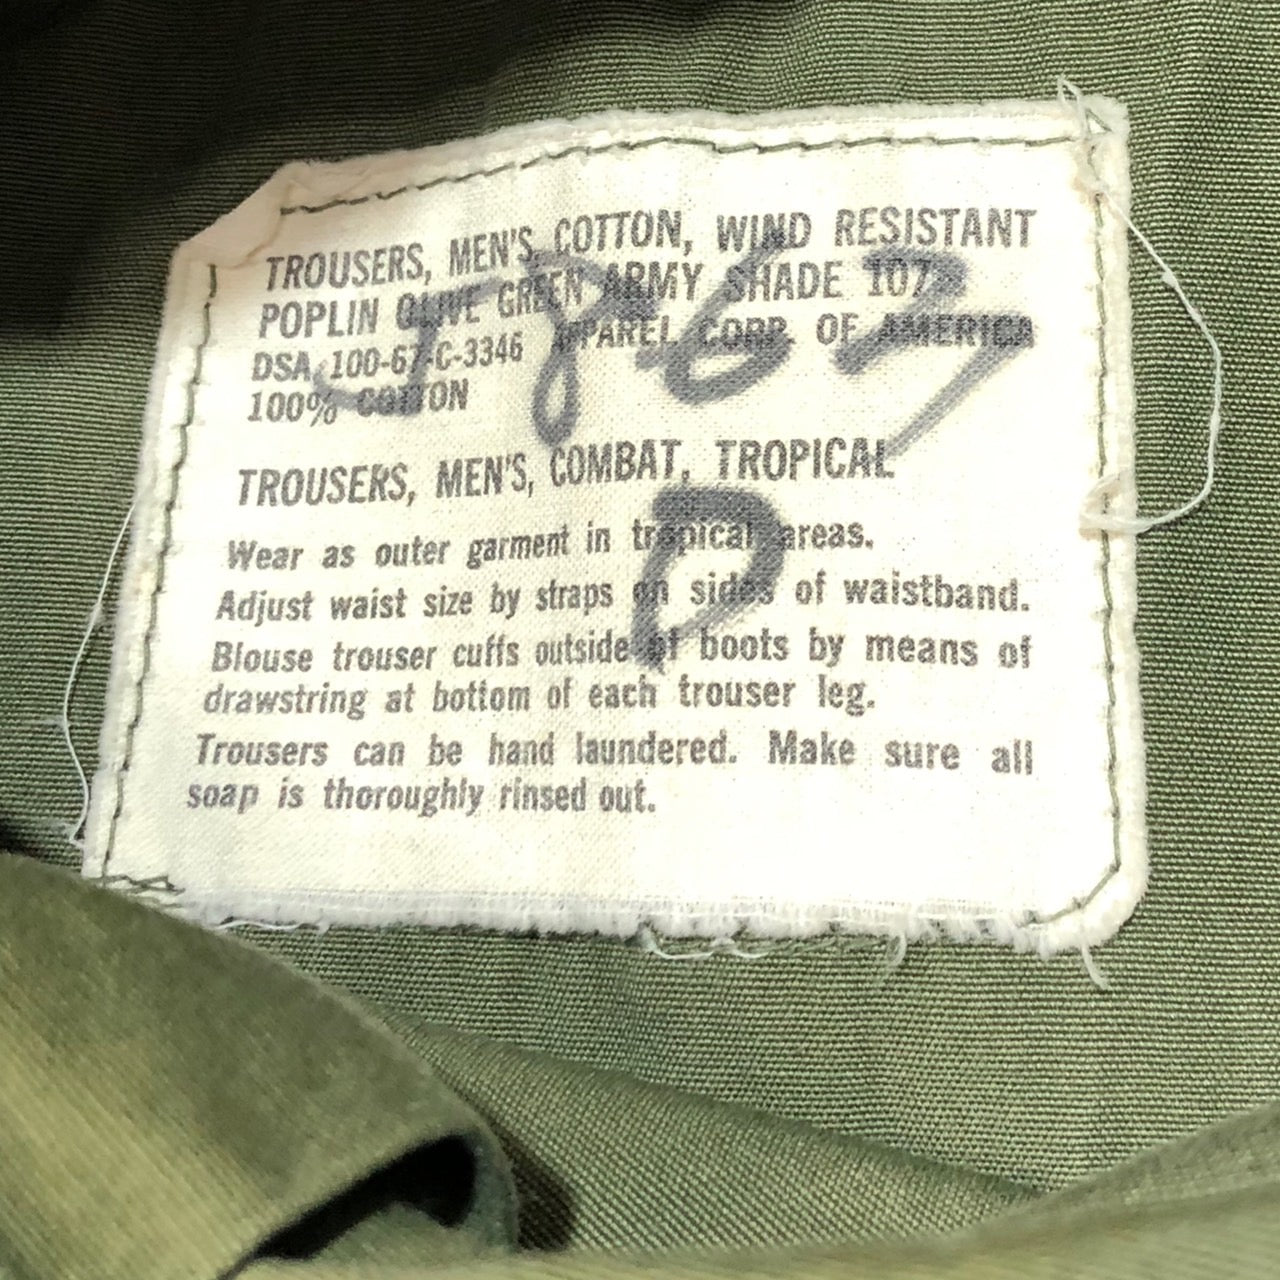 TROUSERS, MEN'S, COTTON, WIND RESISTANT
POPLIN OLIVE GREEN ARMY SHADE 107
DSA 100-67-C-3346 APPAREL CORP. OF AMERICA
100% COTTON
TROUSERS, MEN'S, COMBAT, TROPICAL
D
Wear as outer garment in tropical areas.
Adjust waist size by straps on sides of waistband.
Blouse trouser cuffs outside of boots by means of
drawstring at bottom of each trouser leg.
Trousers can be hand laundered. Make sure all
soap is thoroughly rinsed out.